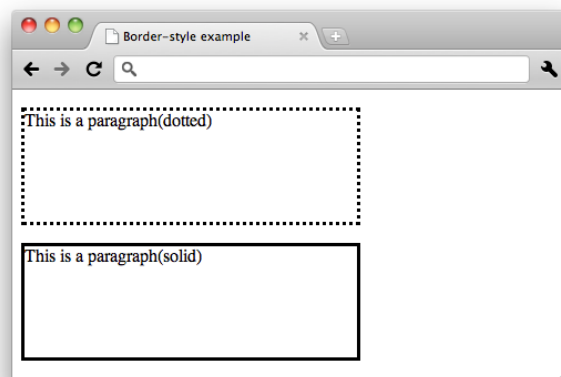 Border-style example
This is a paragraph(dotted)
This is a paragraph(solid)